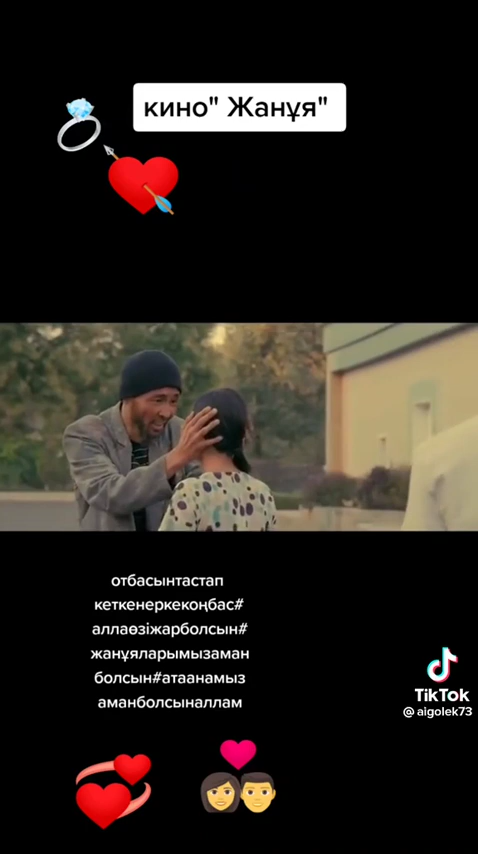 кино" Жанұя"
отбасынтастап
кеткенеркекоңбас#
аллаөзіжарболсын#
жанұяларымызаман
болсын#атаанамыз
аманболсыналлам
TikTok
@ aigolek73